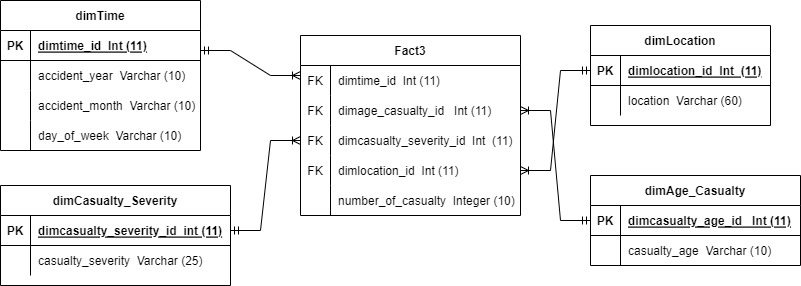 dimTime
PK dimtime_id Int (11)
accident_year Varchar (10)
accident_month Varchar (10)
day_of_week Varchar (10)
dimCasualty_Severity
PK dimcasualty_severity_id int (11)
casualty_severity Varchar (25)
Fact3
FK dimtime_id Int (11)
FK dimage_casualty_id Int (11)
FK dimcasualty_severity_id Int (11)
FK dimlocation_id Int (11)
number_of_casualty Integer (10)
dimLocation
PK dimlocation_id Int (11)
location Varchar (60)
dimAge_Casualty
PK dimcasualty_age_id Int (11)
casualty_age Varchar (10)